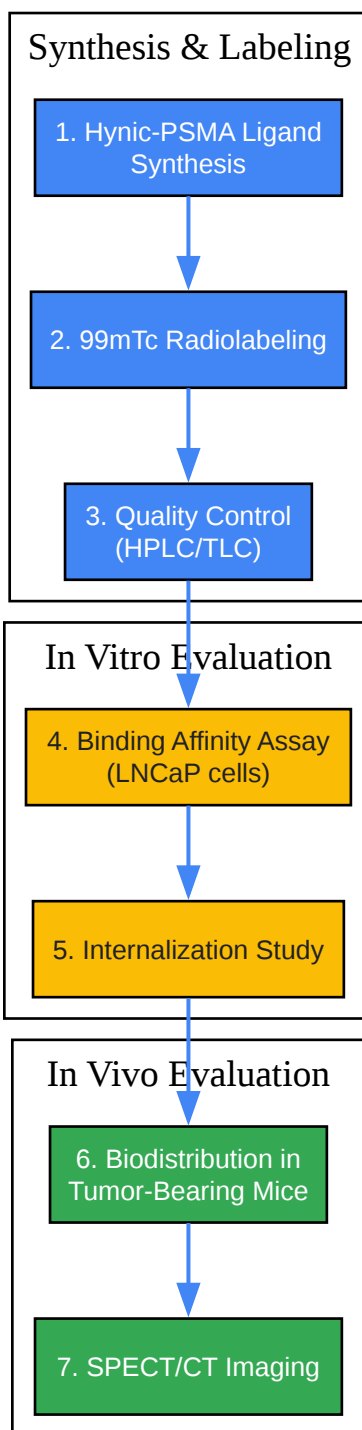 Synthesis & Labeling
1. Hynic-PSMA Ligand
Synthesis
2. 99mTc Radiolabeling
3. Quality Control
(HPLC/TLC)
In Vitro Evaluation
4. Binding Affinity Assay
(LNCaP cells)
5. Internalization Study
In Vivo Evaluation
6. Biodistribution in
Tumor-Bearing Mice
7. SPECT/CT Imaging